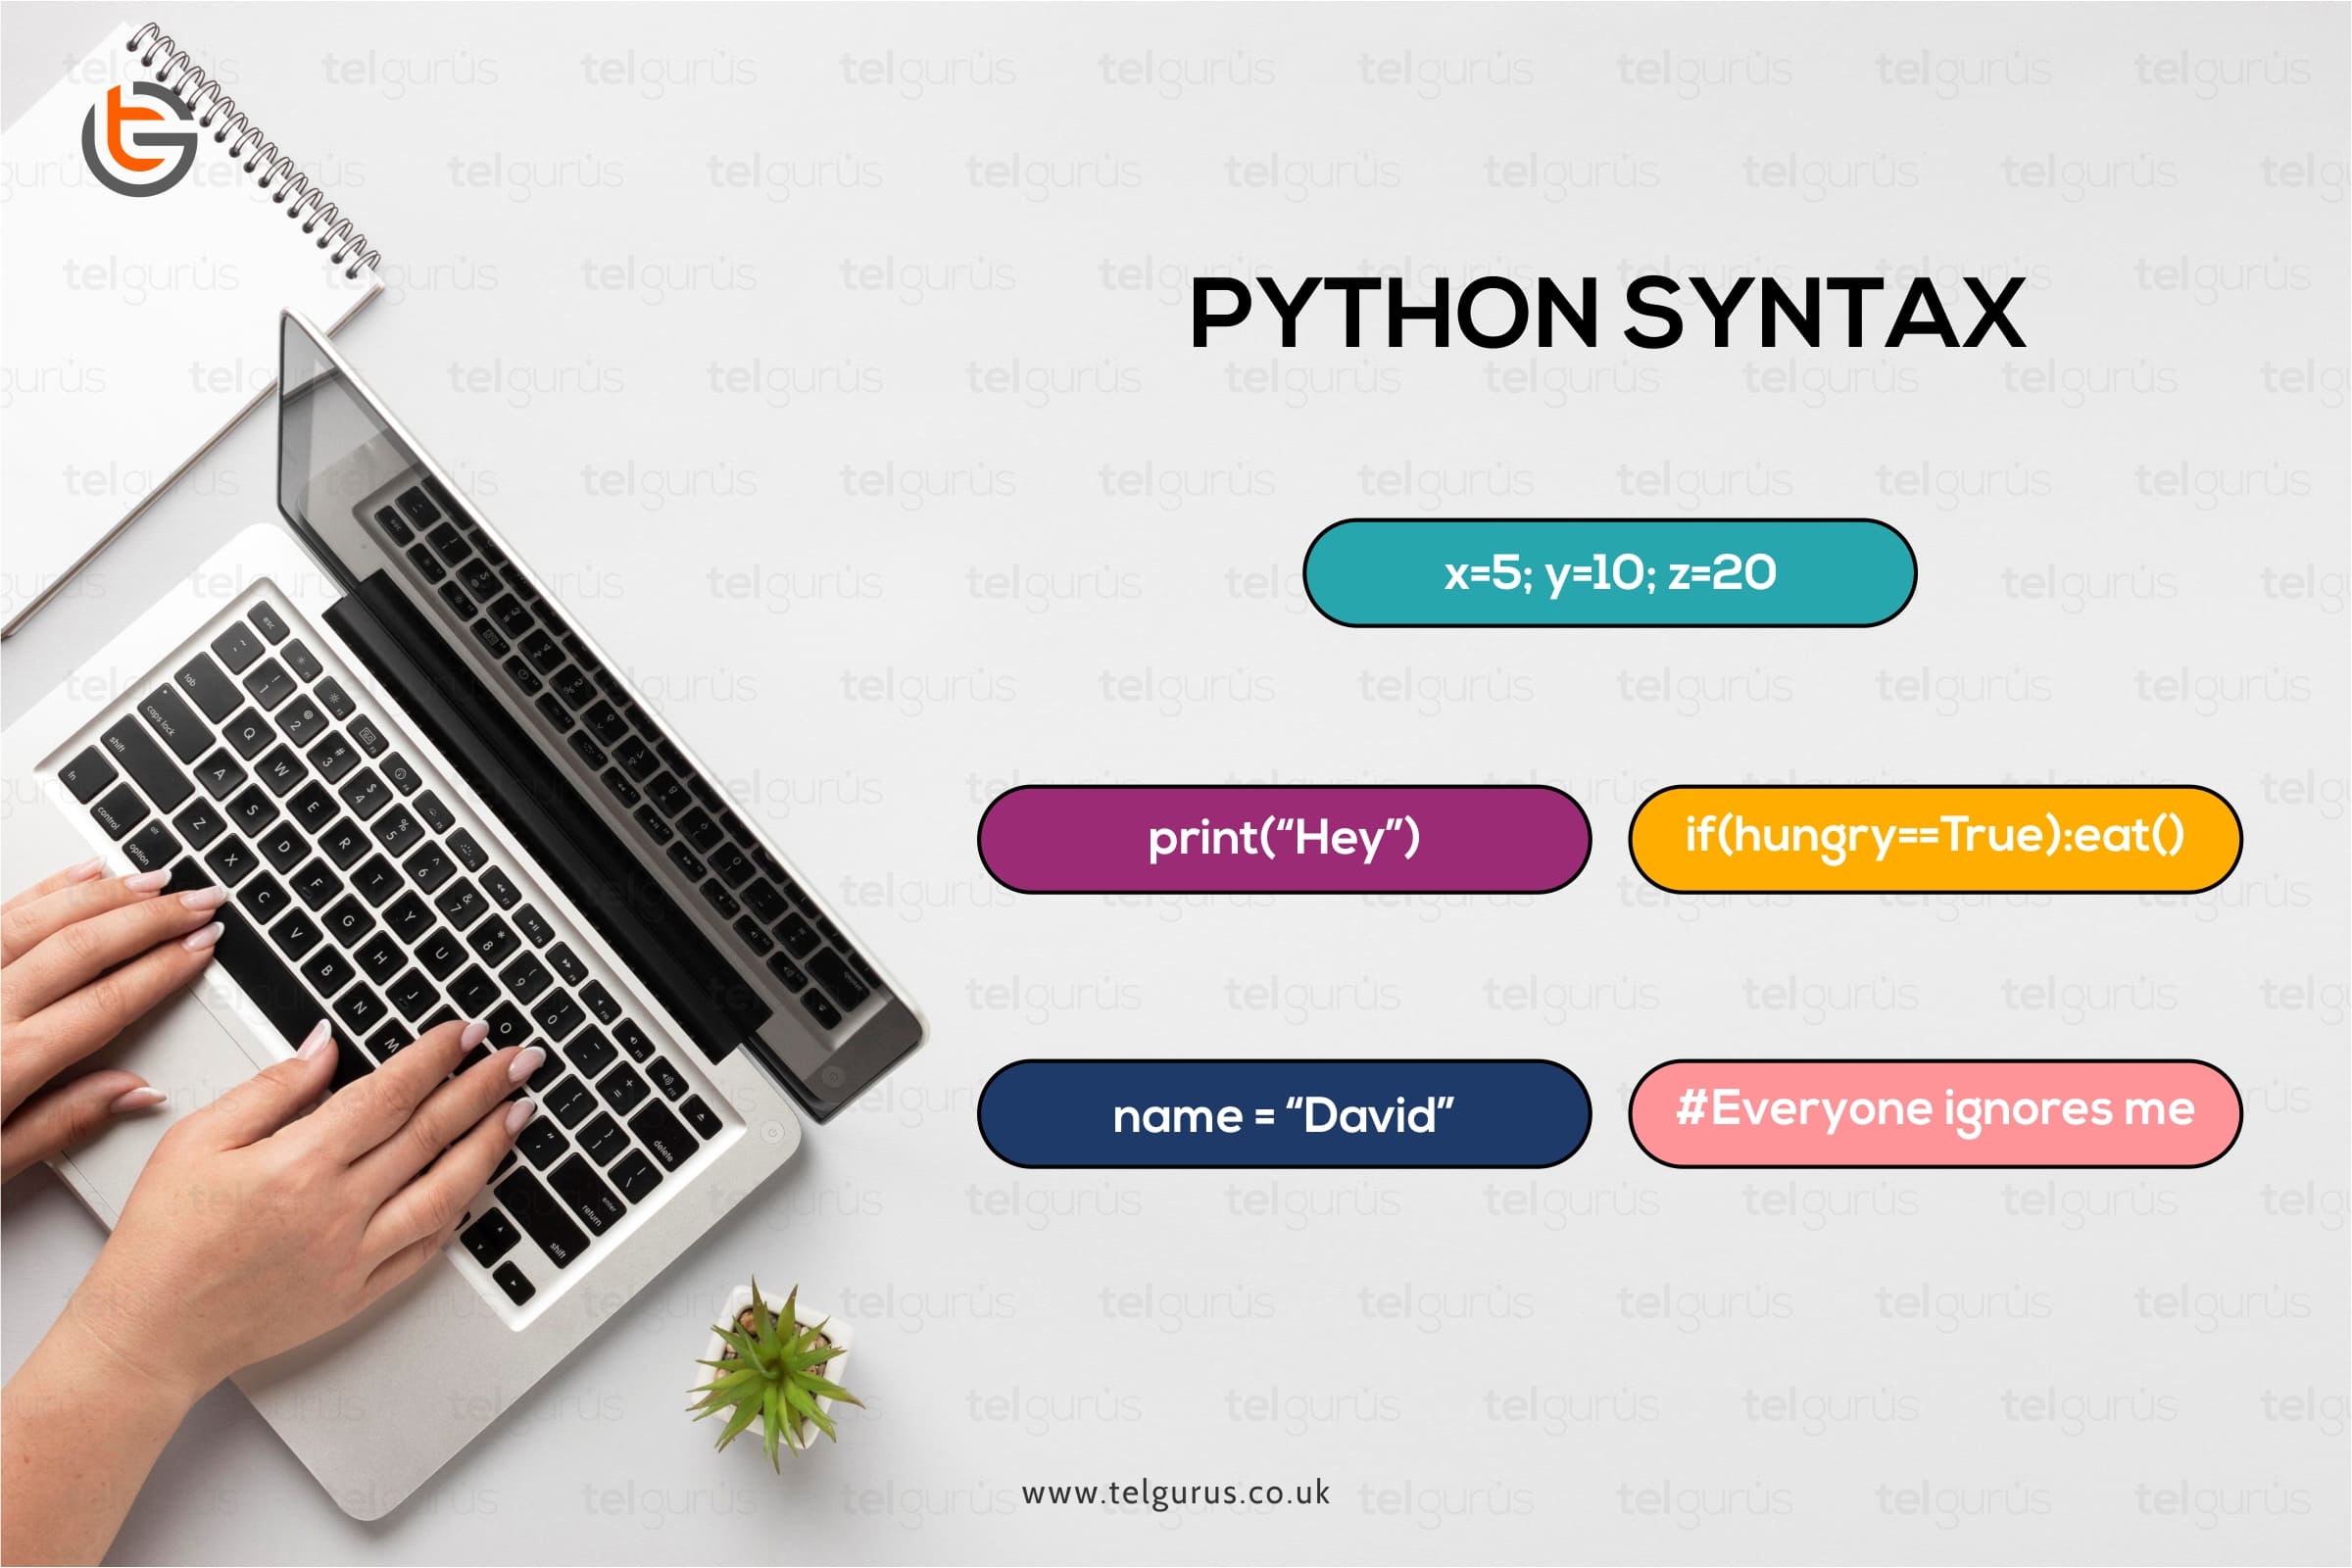 PYTHON SYNTAX
x=5; y=10; z=20
print(“Hey”)
if(hungry==True):eat()
name = “David”
#Everyone ignores me
www.telgurus.co.uk